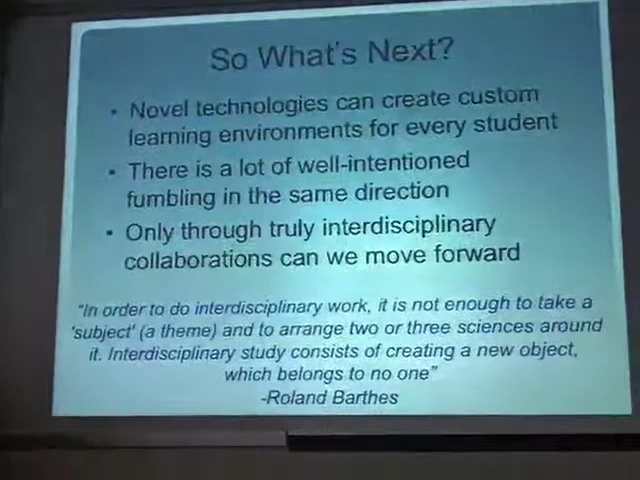 So What's Next?
• Novel technologies can create custom
learning environments for every student
• There is a lot of well-intentioned
fumbling in the same direction
• Only through truly interdisciplinary
collaborations can we move forward
"In order to do interdisciplinary work, it is not enough to take a
'subject' (a theme) and to arrange two or three sciences around
it. Interdisciplinary study consists of creating a new object,
which belongs to no one"
-Roland Barthes